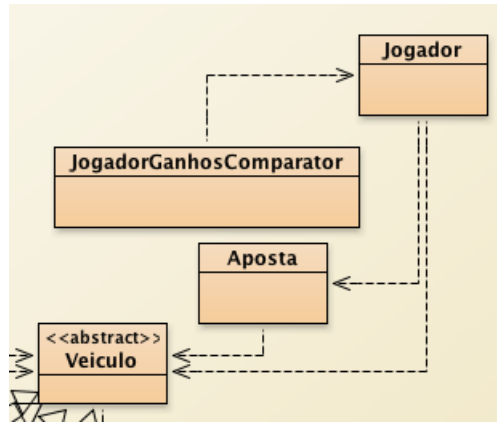 Jogador
JogadorGanhosComparator
Aposta
<<abstract>>
Veiculo